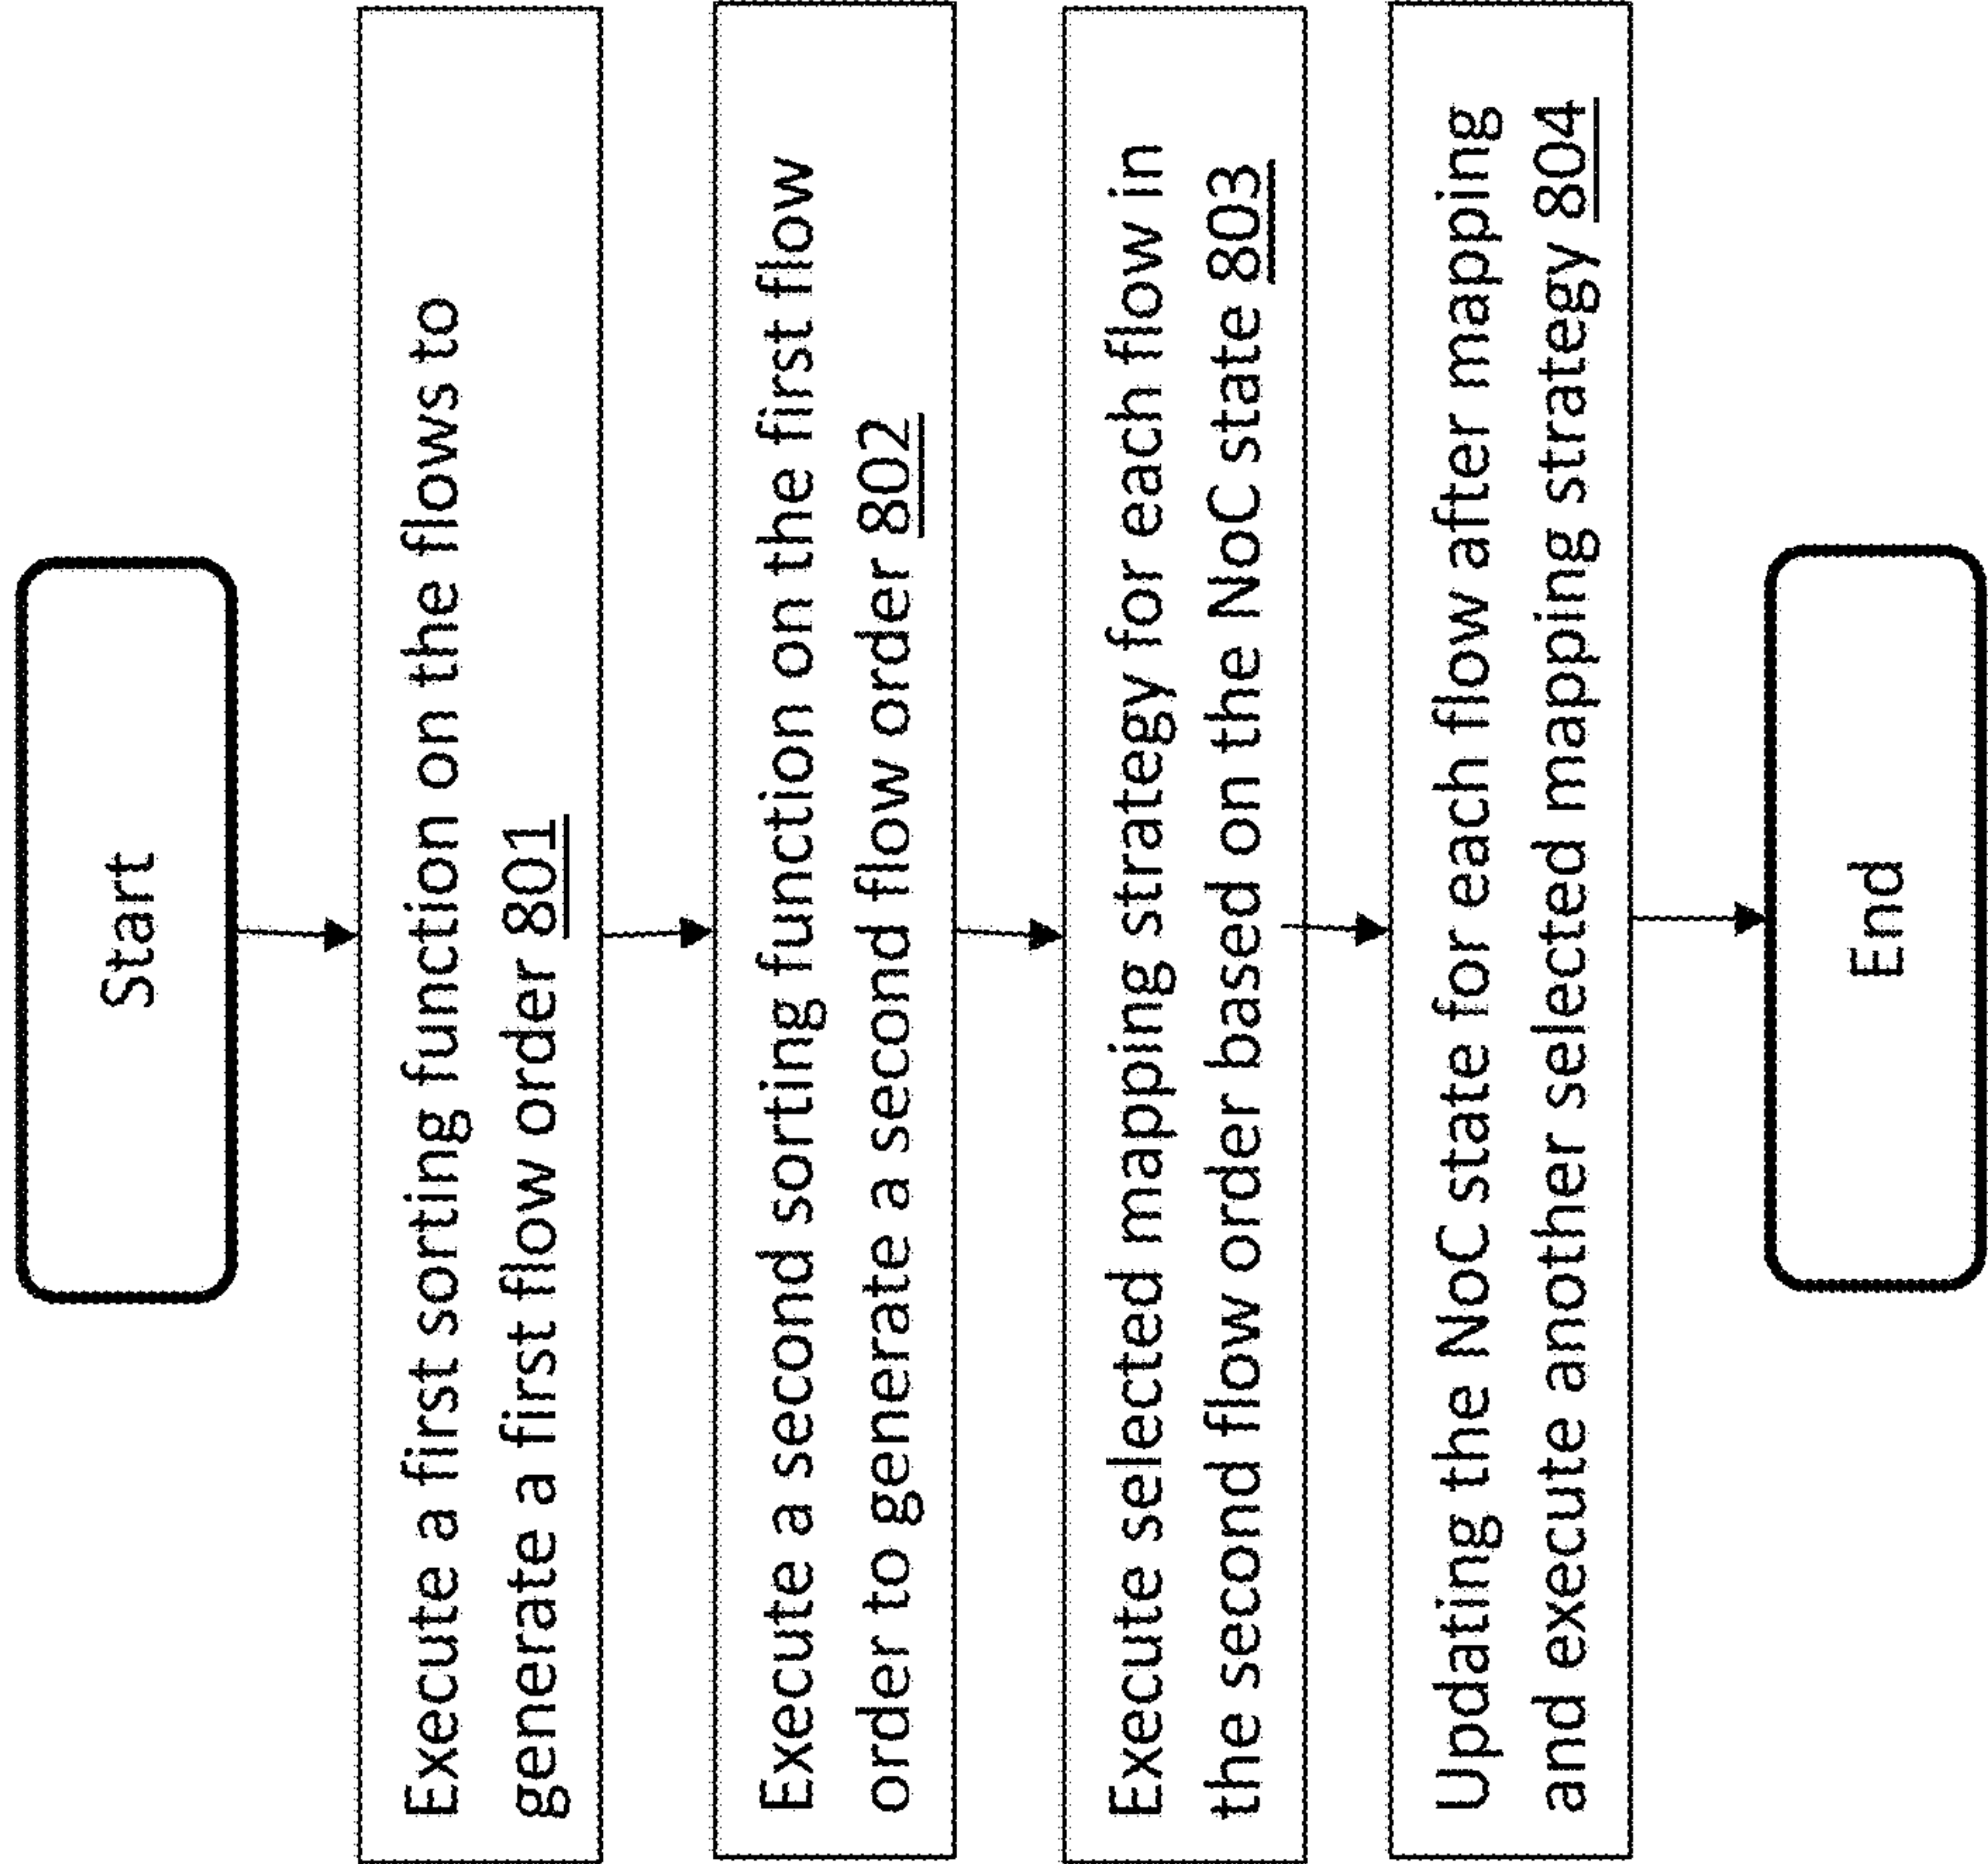 Start
Execute a first sorting function on the flows to
generate a first flow order 801
Execute a second sorting function on the first flow
order to generate a second flow order 802
Execute selected mapping strategy for each flow in
the second flow order based on the NoC state 803
Updating the NoC state for each flow after mapping
and execute another selected mapping strategy 804
End